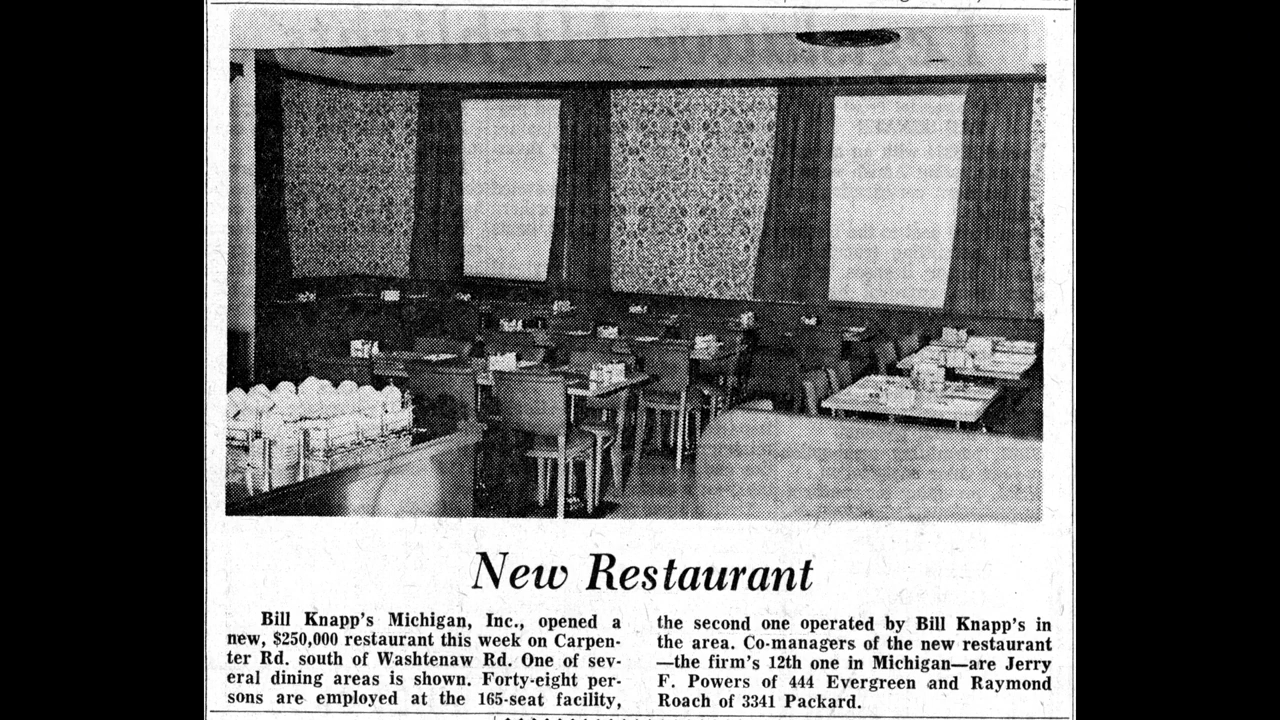 New Restaurant
Bill Knapp's Michigan, Inc., opened a
new, $250,000 restaurant this week on Carpen-
ter Rd. south of Washtenaw Rd. One of sev-
eral dining areas is shown. Forty-eight per-
sons are employed at the 165-seat facility,
the second one operated by Bill Knapp's in
the area. Co-managers of the new restaurant
—the firm's 12th one in Michigan—are Jerry
F. Powers of 444 Evergreen and Raymond
Roach of 3341 Packard.